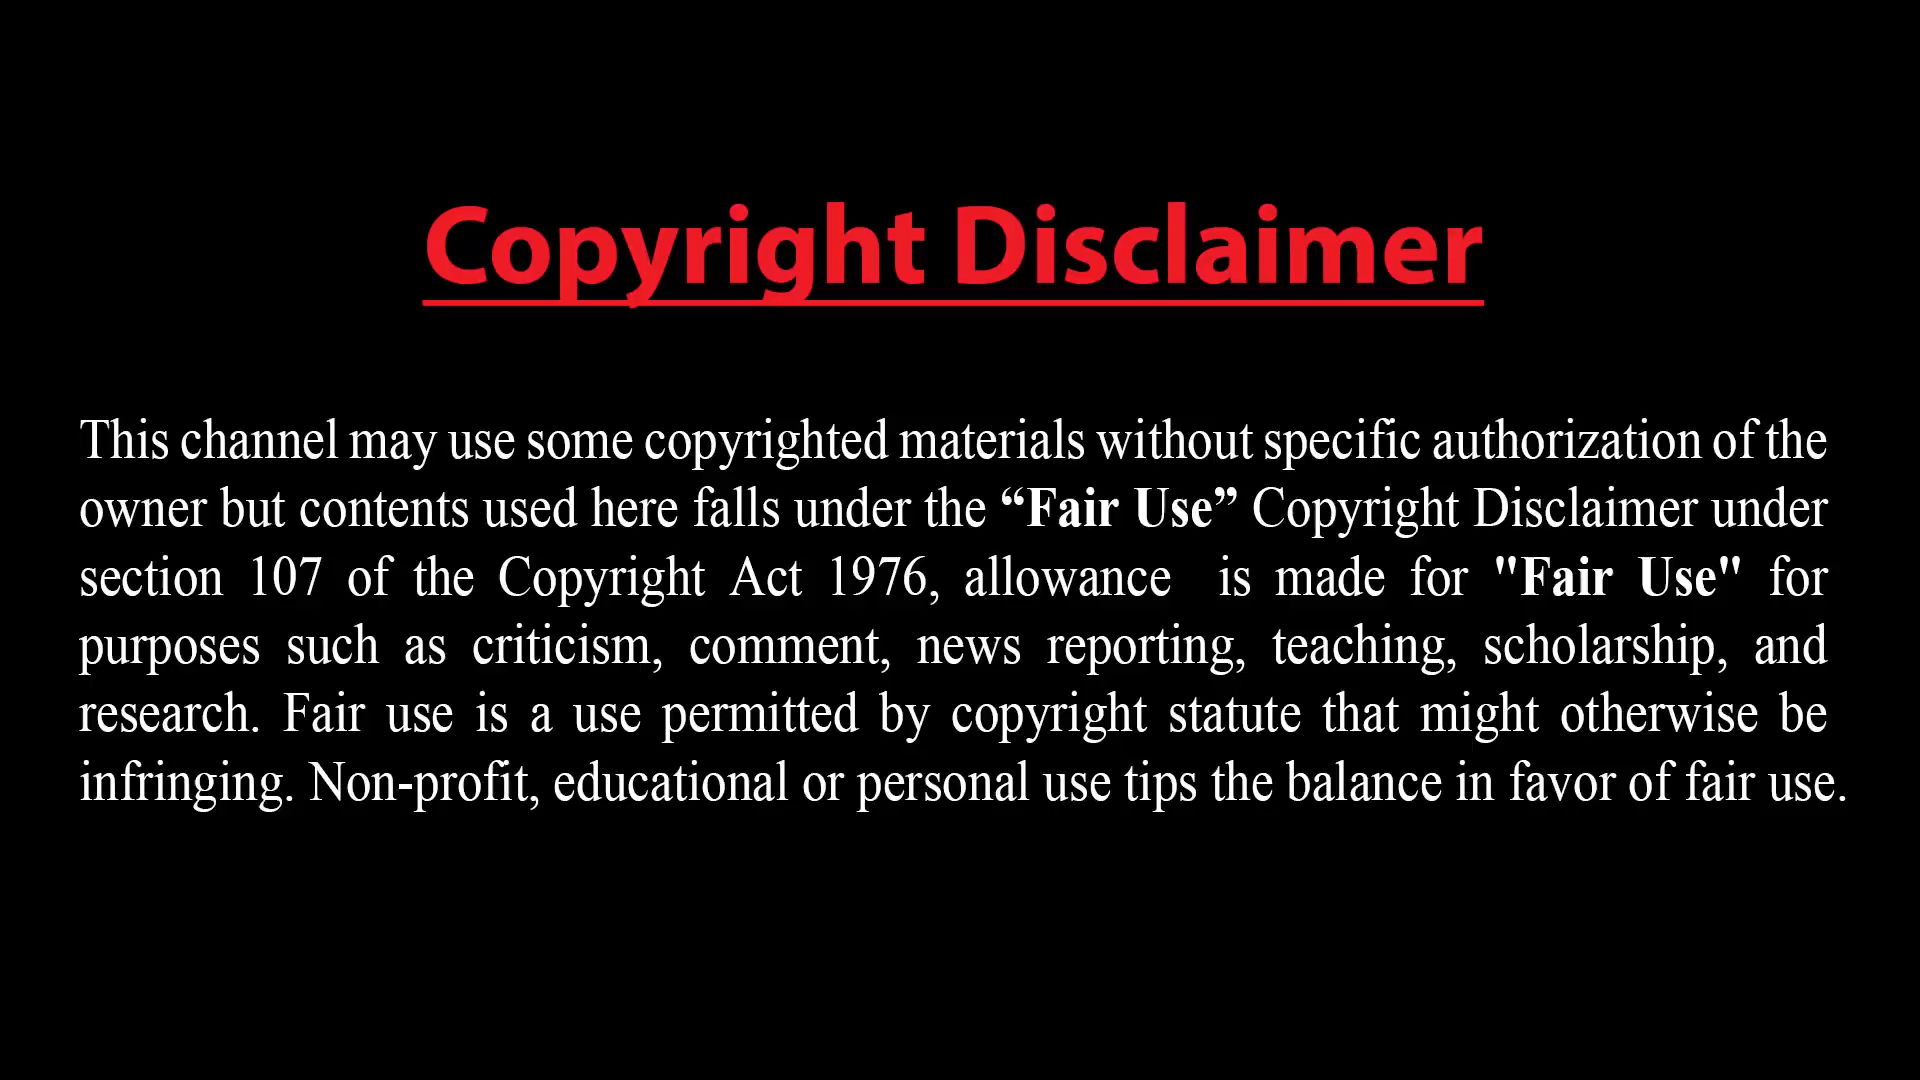 Copyright Disclaimer
This channel may use some copyrighted materials without specific authorization of the
owner but contents used here falls under the “Fair Use” Copyright Disclaimer under
section 107 of the Copyright Act 1976, allowance is made for "Fair Use" for
purposes such as criticism, comment, news reporting, teaching, scholarship, and
research. Fair use is a use permitted by copyright statute that might otherwise be
infringing. Non-profit, educational or personal use tips the balance in favor of fair use.